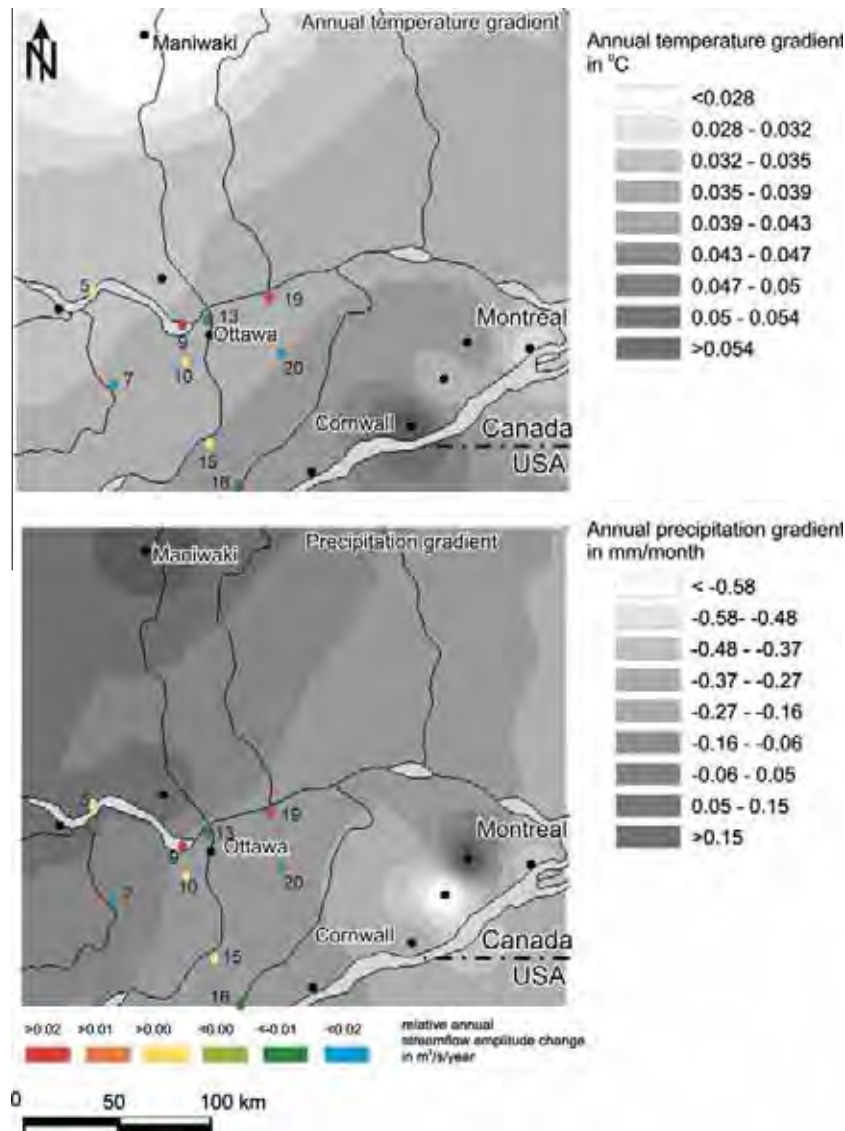 N
Maniwaki
Annual temperature gradient
5
19
13
Ottawa
9
10
20
7
Montreal
Cornwall
15
Canada
USA
18
Annual temperature gradient
in °C
<0.028
0.028 - 0.032
0.032 - 0.035
0.035 - 0.039
0.039 - 0.043
0.043 - 0.047
0.047 - 0.05
0.05 - 0.054
>0.054
Maniwaki
Precipitation gradient
5
19
13
Ottawa
9
10
20
7
Montreal
Cornwall
15
Canada
USA
16
Annual precipitation gradient
in mm/month
< -0.58
-0.58- -0.48
-0.48 - -0.37
-0.37 - -0.27
-0.27 - -0.16
-0.16 - -0.06
-0.06 - 0.05
0.05 - 0.15
>0.15
>0.02 >0.01 >0.00 <0.00 <-0.01 <0.02
relative annual
streamflow amplitude change
in m³/s/year
0 50 100 km